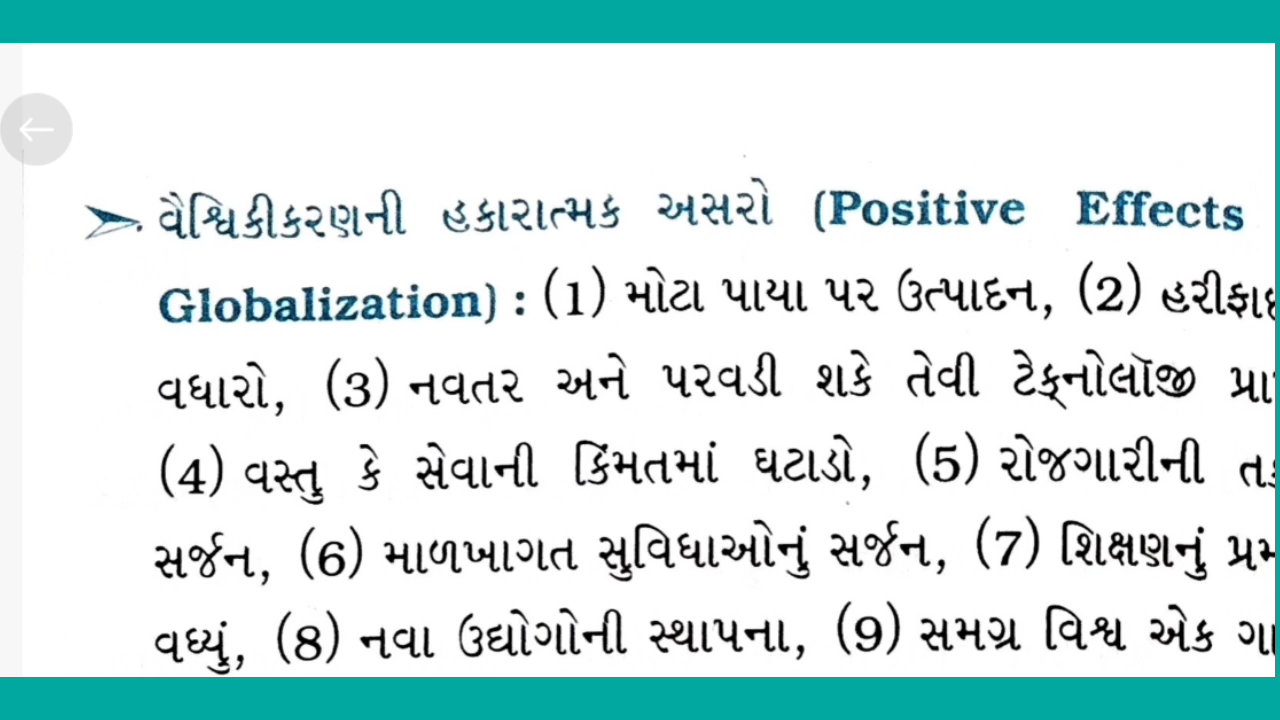 વૈશ્વિકીકરણની હકારાત્મક અસરો (Positive Effects
Globalization) : (1) મોટા પાયા પર ઉત્પાદન, (2)
વધારો, (3) નવતર અને પરવડી શકે તેવી ટેક્નોલૉજી
(4) વસ્તુ કે સેવાની કિંમતમાં ઘટાડો, (5) રોજગારીની
સર્જન, (6) માળખાગત સુવિધાઓનું સર્જન, (7) શિક્ષણનું
વધ્યું, (8) નવા ઉદ્યોગોની સ્થાપના, (9) સમગ્ર વિશ્વ એક